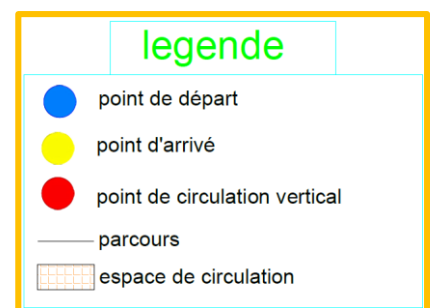 legende
point de départ
point d'arrivé
point de circulation vertical
parcours
espace de circulation